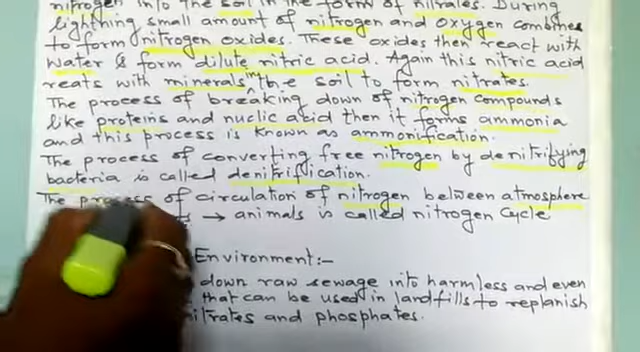 nitrogen into the soil in the form of nitrates. During
lightning small amount of nitrogen and oxygen combines
to form nitrogen oxides. These oxides then react with
water & form dilute nitric acid. Again this nitric acid
reats with minerals in the soil to form nitrates.
The process of breaking down of nitrogen compounds
like proteins and nuclic acid then it forms ammonia
and this process is known as ammonification.
The process of converting free nitrogen by denitrifying
bacteria is called denitrification.
The process of circulation of nitrogen between atmosphere
→ animals is called nitrogen cycle
Environment:-
down raw sewage into harmless and even
that can be used in landfills to replanish
nitrates and phosphates.